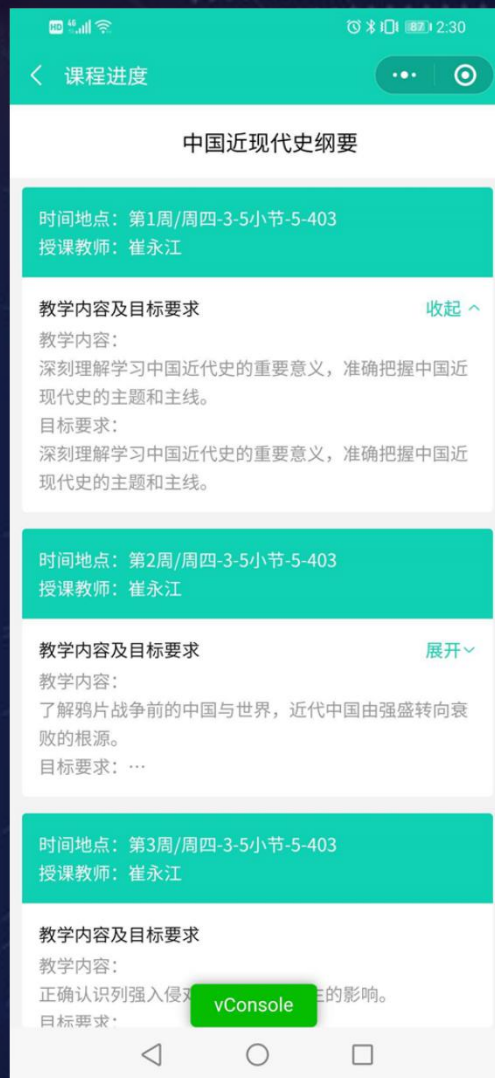 HD 46 87 2:30
课程进度
中国近现代史纲要
时间地点：第1周/周四-3-5小节-5-403
授课教师：崔永江
教学内容及目标要求 收起
教学内容：
深刻理解学习中国近代史的重要意义，准确把握中国近
现代史的主题和主线。
目标要求：
深刻理解学习中国近代史的重要意义，准确把握中国近
现代史的主题和主线。
时间地点：第2周/周四-3-5小节-5-403
授课教师：崔永江
教学内容及目标要求 展开
教学内容：
了解鸦片战争前的中国与世界，近代中国由强盛转向衰
败的根源。
目标要求：…
时间地点：第3周/周四-3-5小节-5-403
授课教师：崔永江
教学内容及目标要求
教学内容：
正确认识列强入侵 的影响。
vConsole
目标要求：